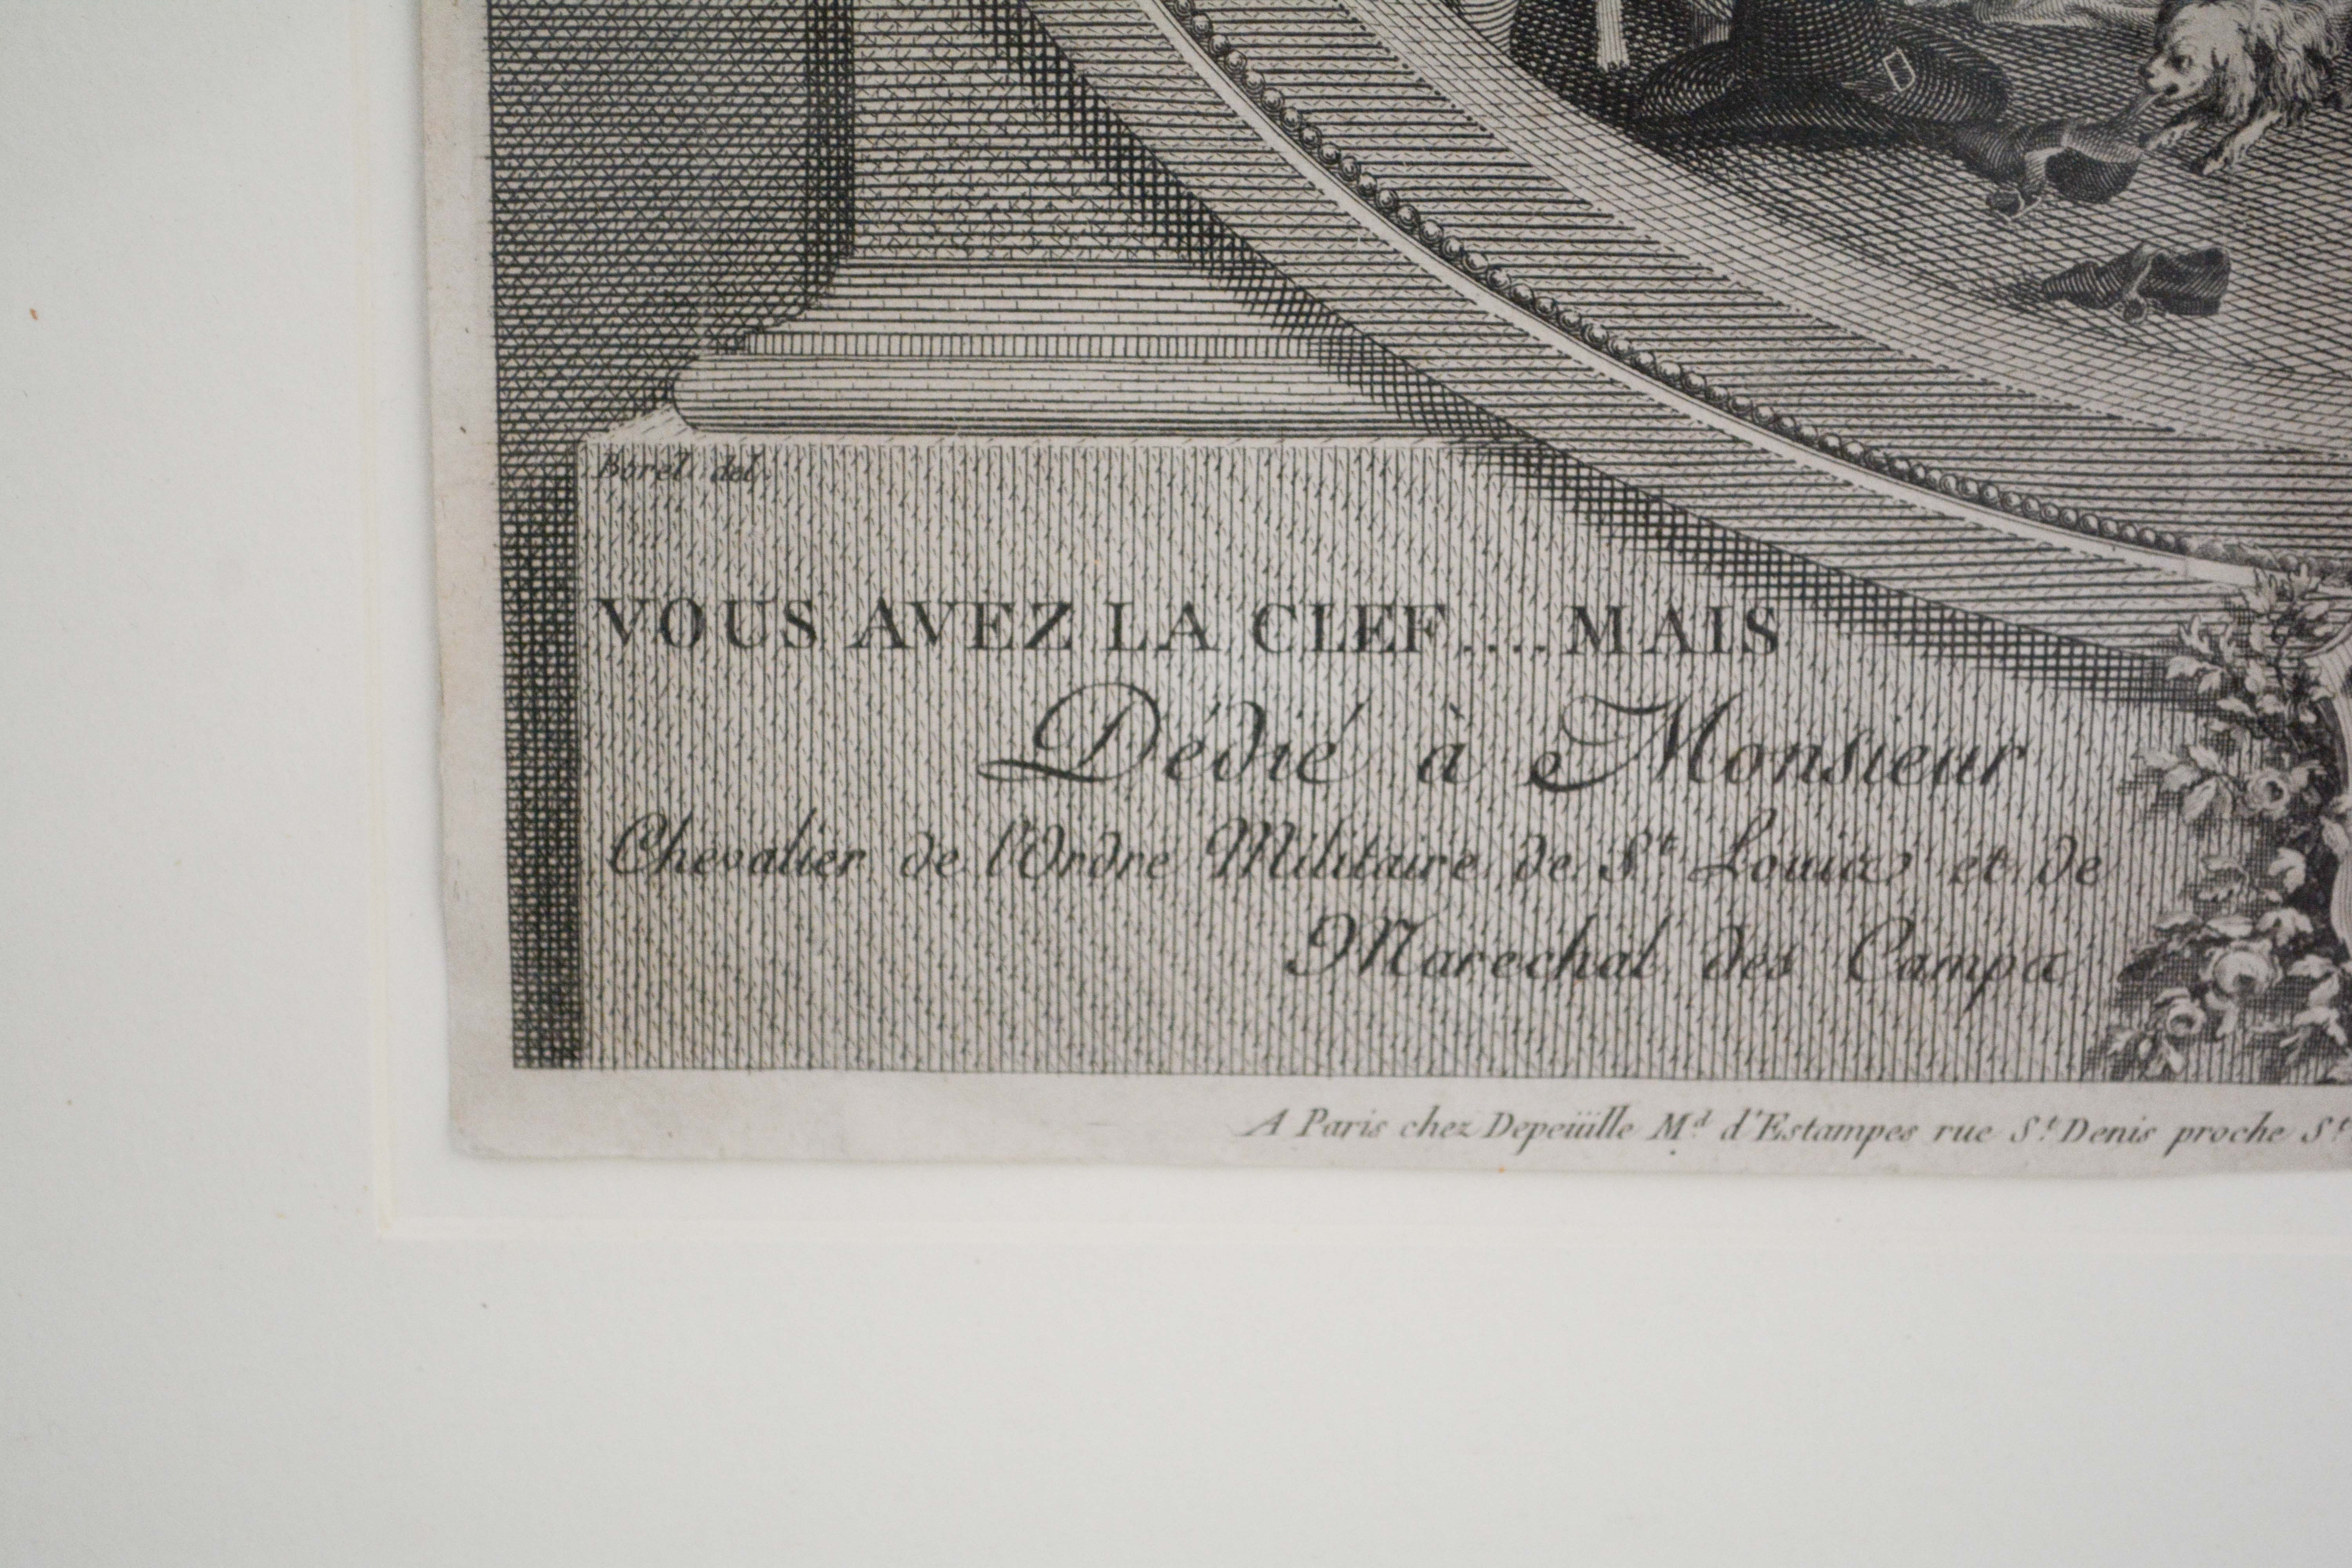 Borel del.
VOUS AVEZ LA CLEF....MAIS
Dédié à Monsieur
Chevalier de l'Ordre Militaire de St Louis et de
Marechal des Camps
A Paris chez Depeüille Md d'Estampes rue St Denis proche St